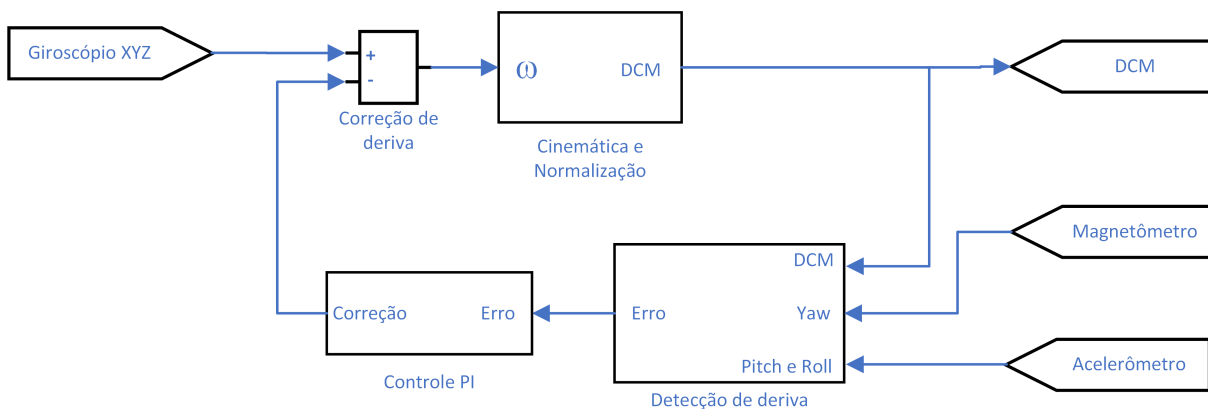 Giroscópio XYZ
+
-
Correção de
deriva
ω
DCM
Cinemática e
Normalização
DCM
Magnetômetro
DCM
Yaw
Pitch e Roll
Erro
Detecção de deriva
Correção
Erro
Controle PI
Acelerômetro